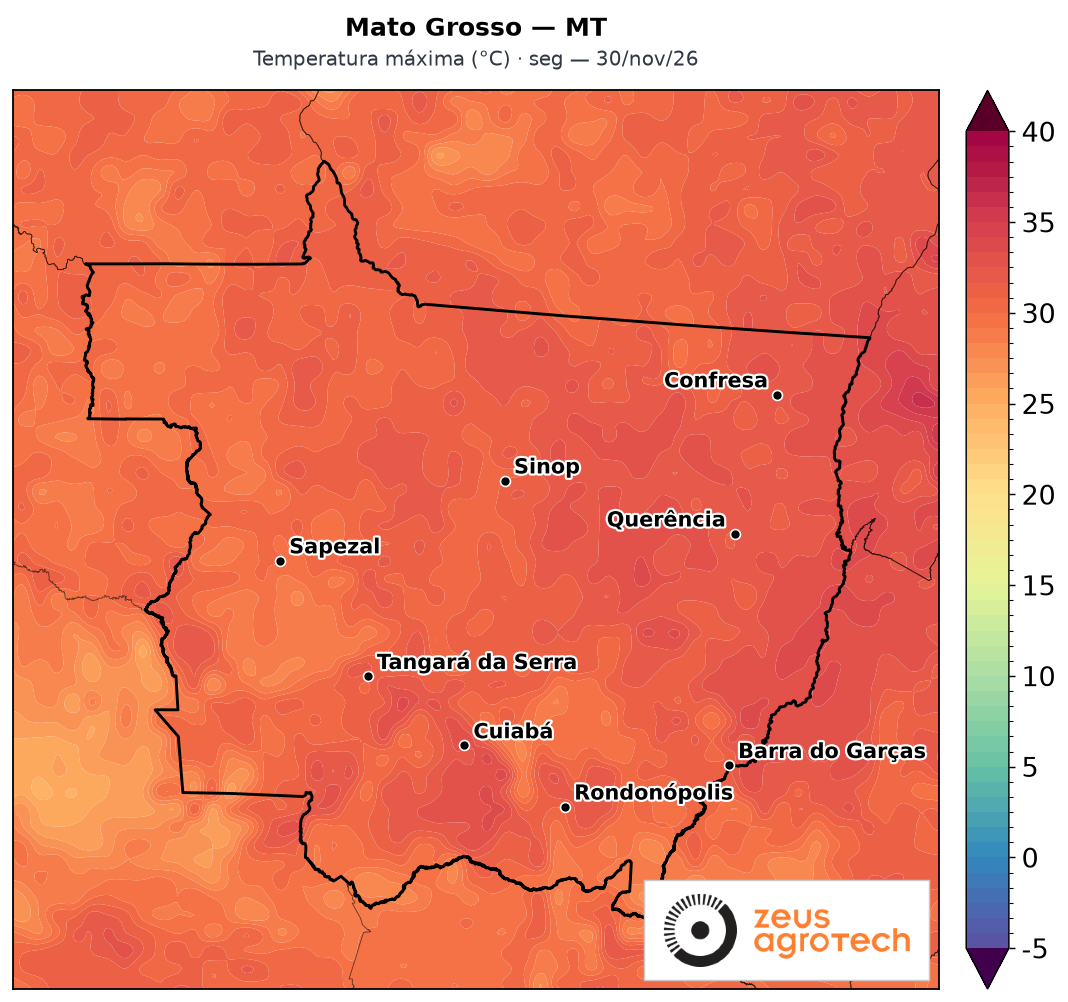 Mato Grosso — MT
Temperatura máxima (°C) · seg — 30/nov/26
40
35
30
25
20
15
10
5
0
-5
Confresa
Sinop
Querência
Sapezal
Tangará da Serra
Cuiabá
Barra do Garças
Rondonópolis
zeus
agrotech